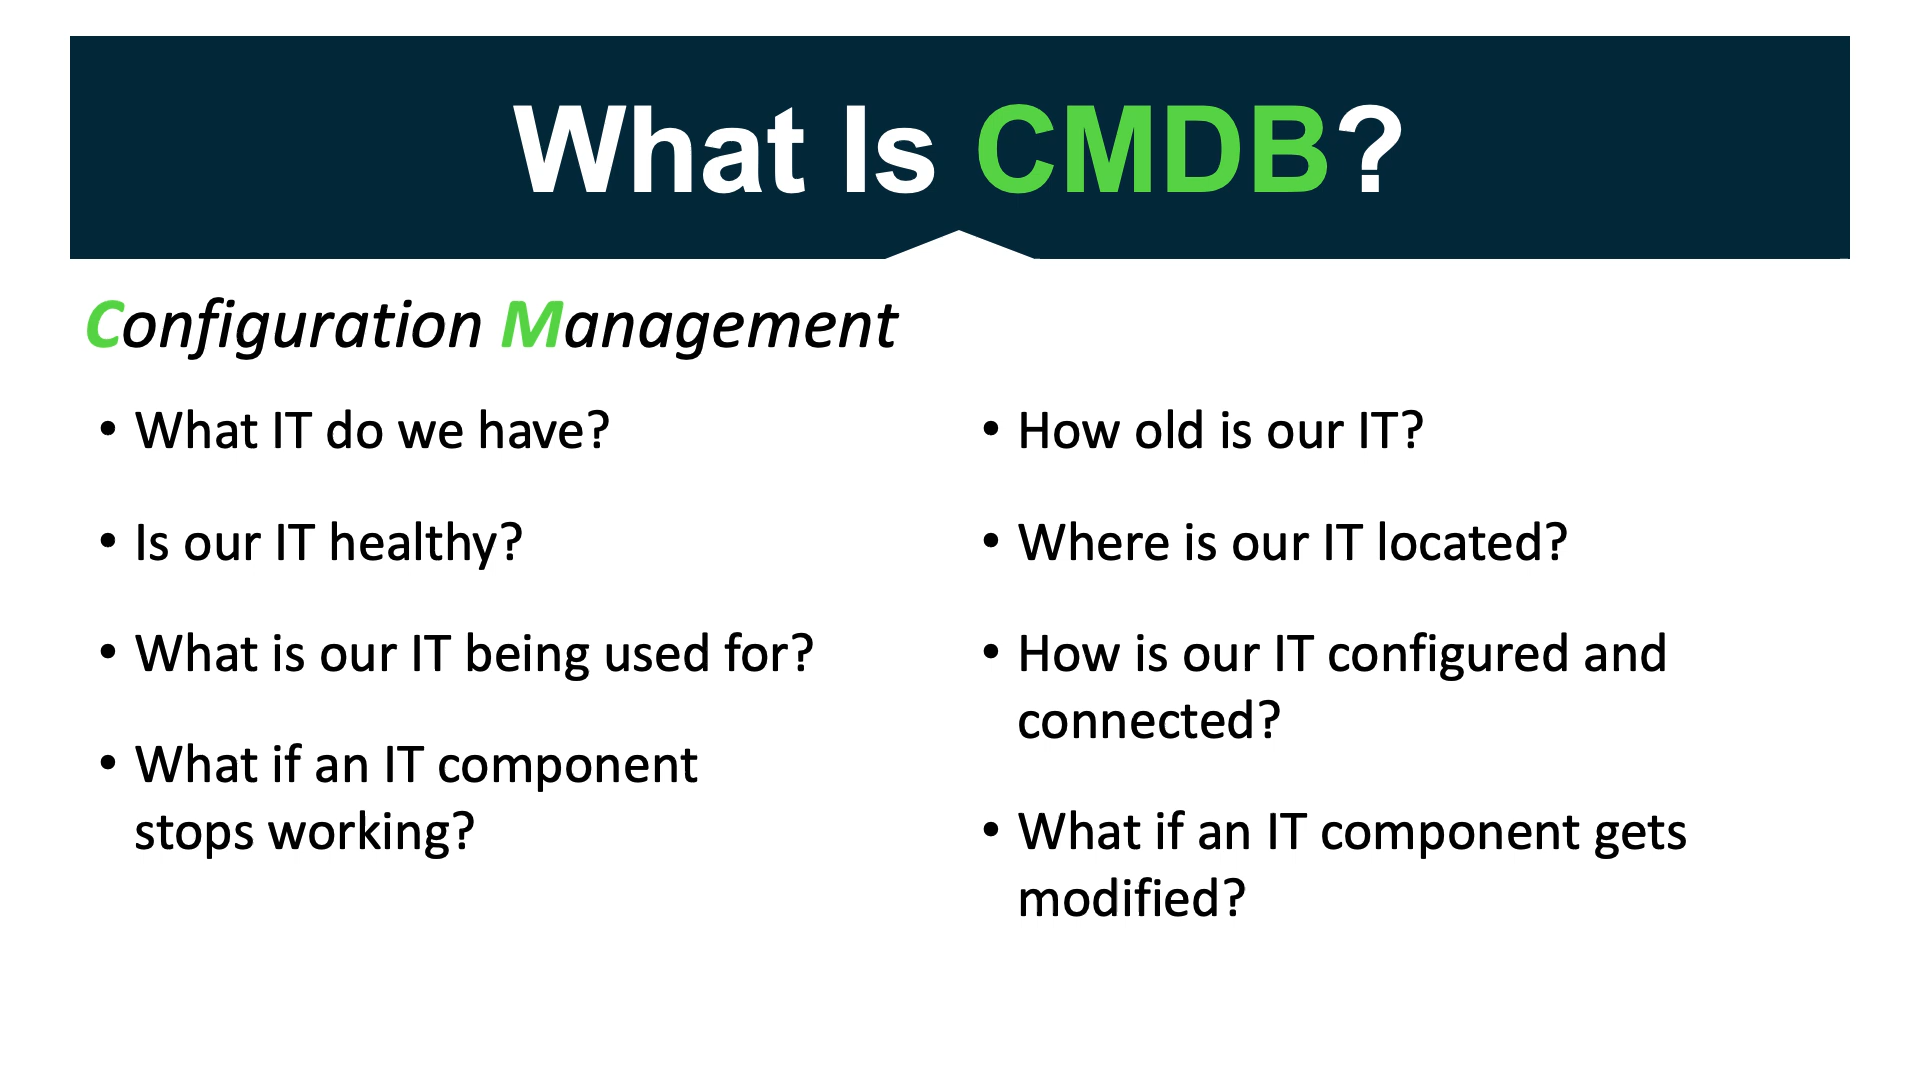 What Is CMDB?
Configuration Management
• What IT do we have?
• Is our IT healthy?
• What is our IT being used for?
• What if an IT component
stops working?
• How old is our IT?
• Where is our IT located?
• How is our IT configured and
connected?
• What if an IT component gets
modified?